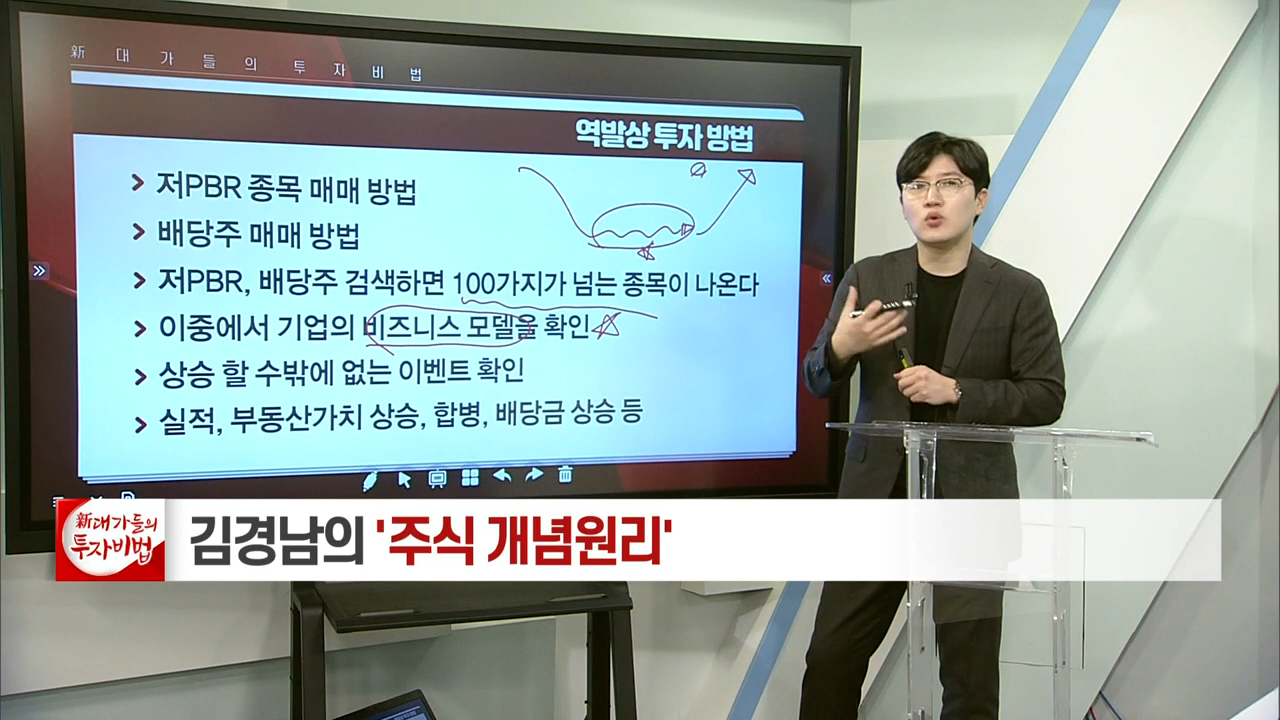 新 대 가 들 의 투 자 비 법
역발상 투자 방법
저PBR 종목 매매 방법
배당주 매매 방법
저PBR, 배당주 검색하면 100가지가 넘는 종목이 나온다
이중에서 기업의 비즈니스 모델을 확인
상승 할 수밖에 없는 이벤트 확인
실적, 부동산가치 상승, 합병, 배당금 상승 등
新대가들의
투자비법
김경남의 '주식 개념원리'